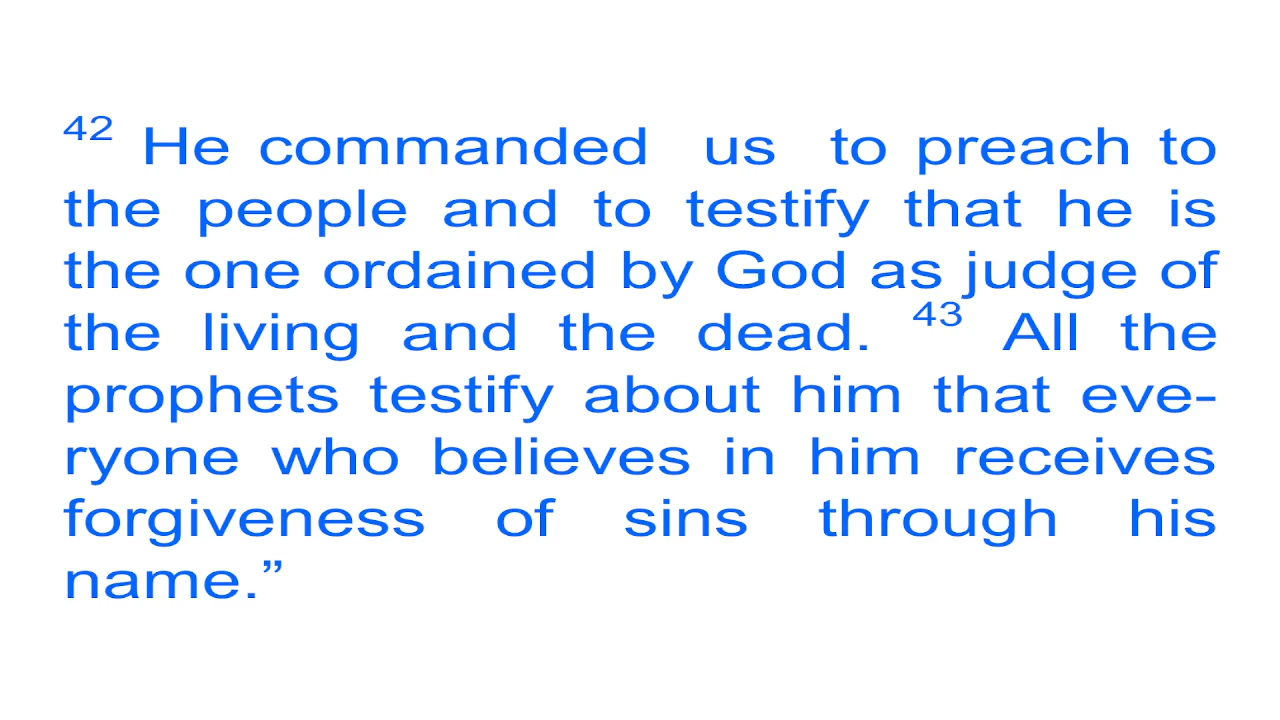 42 He commanded us to preach to
the people and to testify that he is
the one ordained by God as judge of
the living and the dead. 43 All the
prophets testify about him that eve-
ryone who believes in him receives
forgiveness of sins through his
name.”